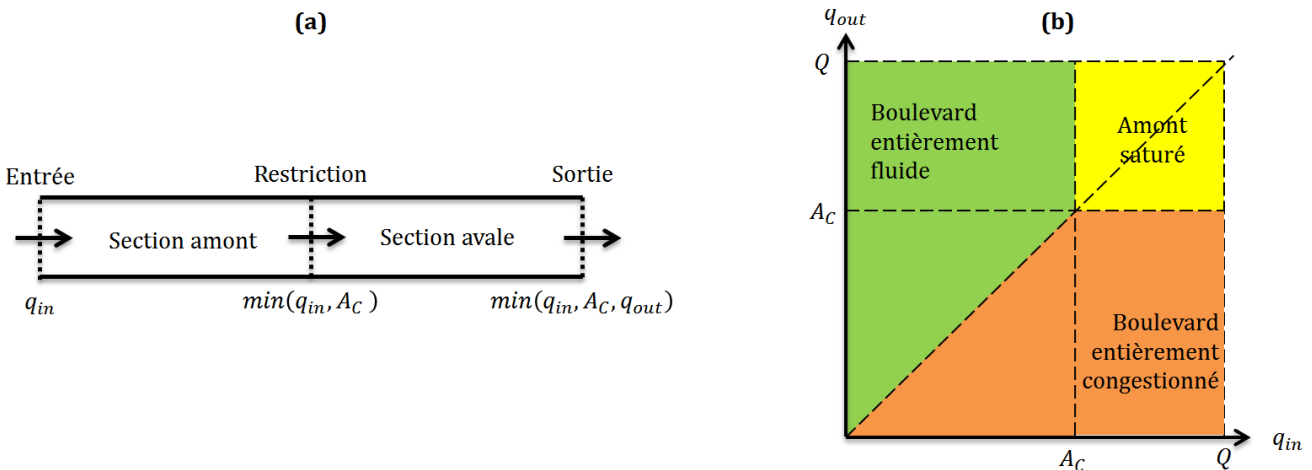 (a)
Entrée
Restriction
Sortie
Section amont
Section avale
q_in
min(q_in, A_C)
min(q_in, A_C, q_out)
(b)
q_out
Q
Boulevard
entièrement
fluide
Amont
saturé
A_C
Boulevard
entièrement
congestionné
A_C
Q
q_in